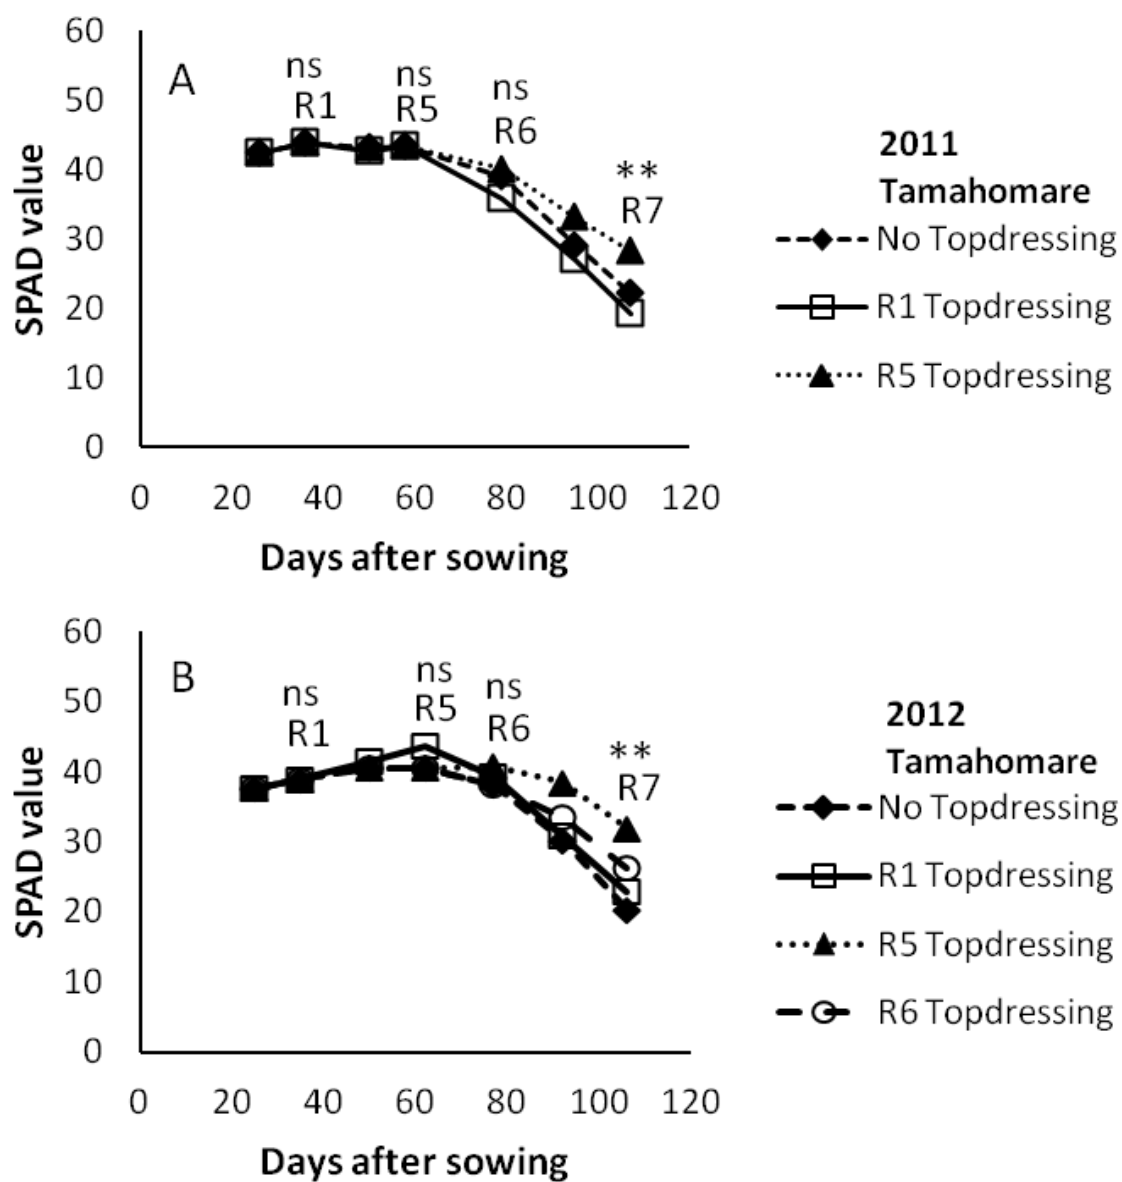 60
50
40
30
20
10
0
SPAD value
A
ns
R1
ns
R5
ns
R6
**
R7
0 20 40 60 80 100 120
Days after sowing
2011
Tamahomare
No Topdressing
R1 Topdressing
R5 Topdressing
60
50
40
30
20
10
0
SPAD value
B
ns
R1
ns
R5
ns
R6
**
R7
0 20 40 60 80 100 120
Days after sowing
2012
Tamahomare
No Topdressing
R1 Topdressing
R5 Topdressing
R6 Topdressing